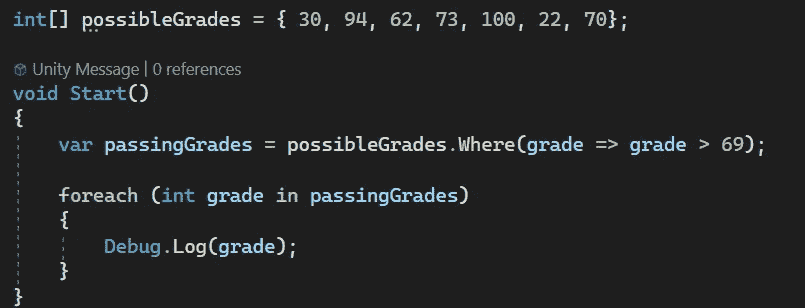 int[] possibleGrades = { 30, 94, 62, 73, 100, 22, 70};
Unity Message | 0 references
void Start()
{
var passingGrades = possibleGrades.Where(grade => grade > 69);
foreach (int grade in passingGrades)
{
Debug.Log(grade);
}
}